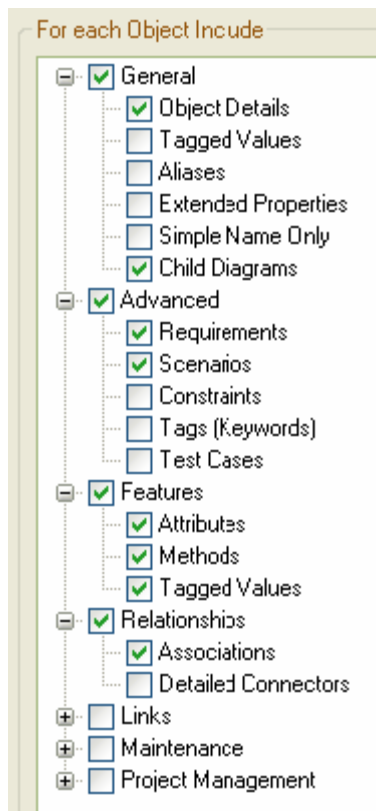 For each Object Incude
General
Object Details
Tagged Values
Aliases
Extended Properties
Simple Name Only
Child Diagrams
Advanced
Requirements
Scenarios
Constraints
Tags (Keywords)
Test Cases
Features
Attributes
Methods
Tagged Values
Relationships
Associations
Detailed Connectors
Links
Maintenance
Project Management